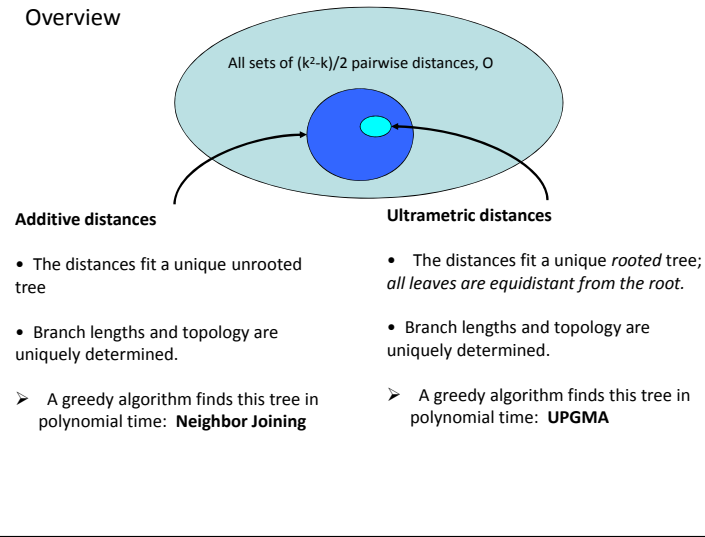 Overview
All sets of (k²-k)/2 pairwise distances, O
Additive distances
• The distances fit a unique unrooted
tree
• Branch lengths and topology are
uniquely determined.
➢ A greedy algorithm finds this tree in
polynomial time: Neighbor Joining
Ultrametric distances
• The distances fit a unique rooted tree;
all leaves are equidistant from the root.
• Branch lengths and topology are
uniquely determined.
➢ A greedy algorithm finds this tree in
polynomial time: UPGMA